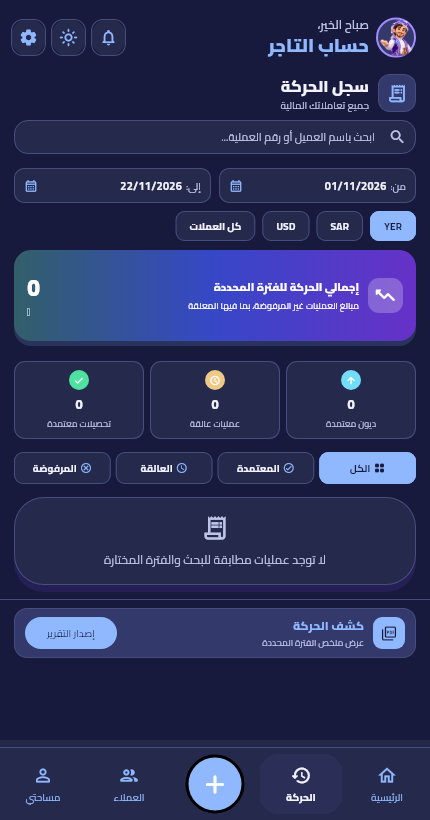 صباح الخير،
حساب التاجر
سجل الحركة
جميع تعاملاتك المالية
ابحث باسم العميل أو رقم العملية...
من: 01/11/2026
إلى: 22/11/2026
YER
SAR
USD
كل العملات
إجمالي الحركة للفترة المحددة
مبالغ العمليات غير المرفوضة، بما فيها المعلقة
0
0
ديون معتمدة
0
عمليات عالقة
0
تحصيلات معتمدة
الكل
المعتمدة
العالقة
المرفوضة
لا توجد عمليات مطابقة للبحث والفترة المختارة
كشف الحركة
عرض ملخص الفترة المحددة
إصدار التقرير
الرئيسية
الحركة
العملاء
مساحتي